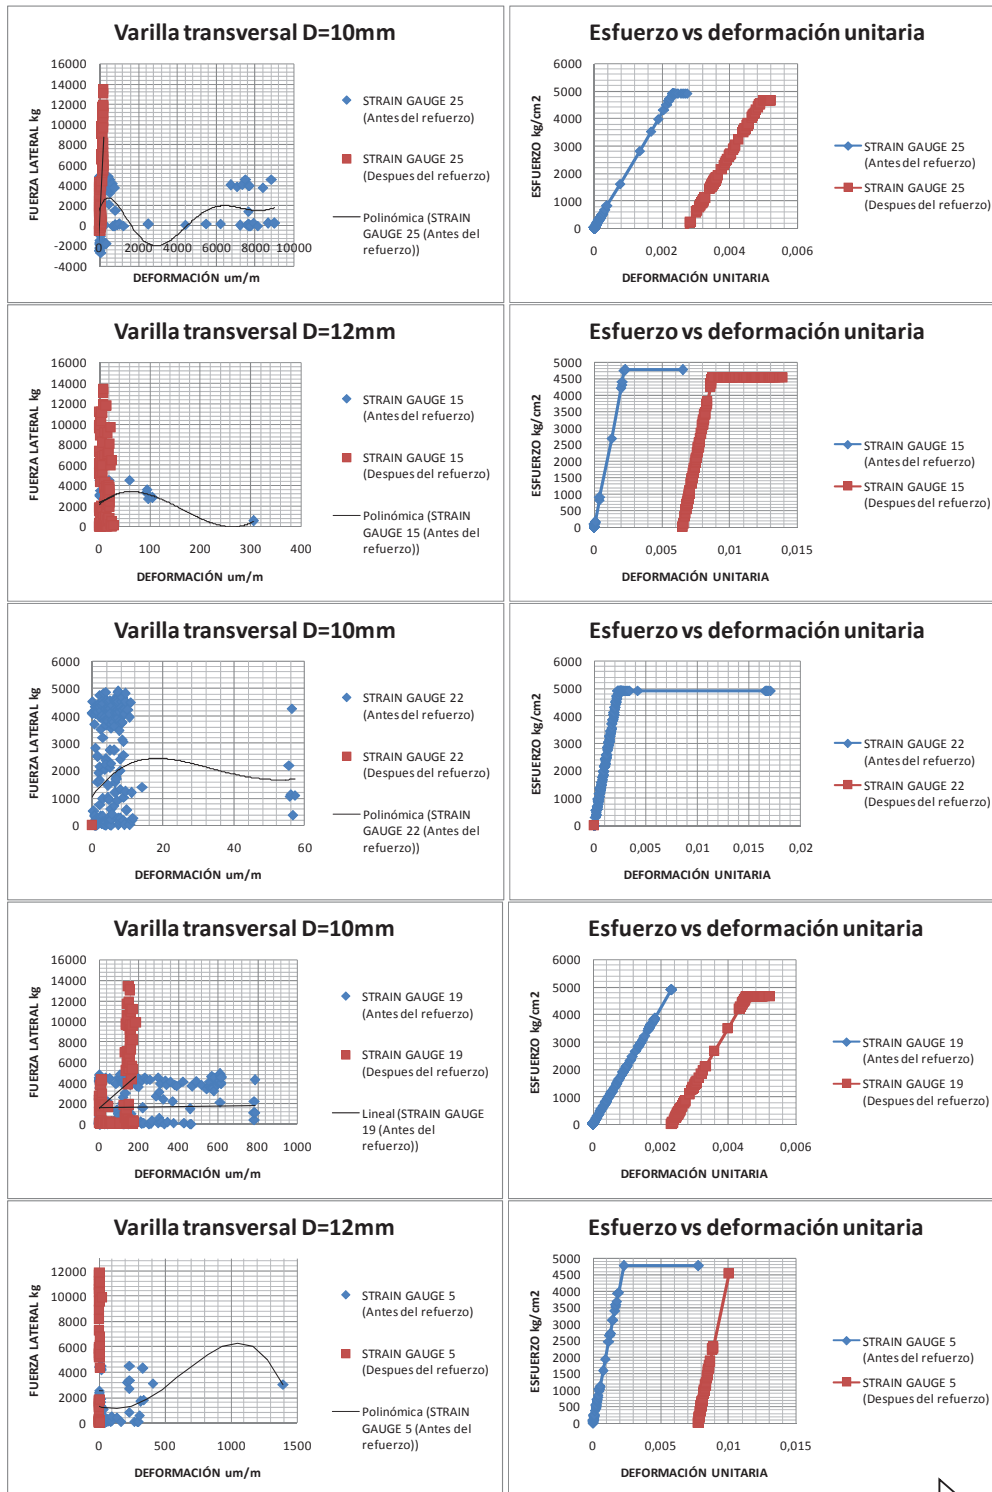 Varilla transversal D=10mm
FUERZA LATERAL kg
16000
14000
12000
10000
8000
6000
4000
2000
0
-2000
-4000
0 2000 4000 6000 8000 10000
DEFORMACIÓN um/m
STRAIN GAUGE 25
(Antes del refuerzo)
STRAIN GAUGE 25
(Despues del refuerzo)
Polinómica (STRAIN
GAUGE 25 (Antes del
refuerzo))
Esfuerzo vs deformación unitaria
ESFUERZO kg/cm2
6000
5000
4000
3000
2000
1000
0
0 0,002 0,004 0,006
DEFORMACIÓN UNITARIA
STRAIN GAUGE 25
(Antes del refuerzo)
STRAIN GAUGE 25
(Despues del refuerzo)
Varilla transversal D=12mm
FUERZA LATERAL kg
16000
14000
12000
10000
8000
6000
4000
2000
0
0 100 200 300 400
DEFORMACIÓN um/m
STRAIN GAUGE 15
(Antes del refuerzo)
STRAIN GAUGE 15
(Despues del refuerzo)
Polinómica (STRAIN
GAUGE 15 (Antes del
refuerzo))
Esfuerzo vs deformación unitaria
ESFUERZO kg/cm2
5000
4500
4000
3500
3000
2500
2000
1500
1000
500
0
0 0,005 0,01 0,015
DEFORMACIÓN UNITARIA
STRAIN GAUGE 15
(Antes del refuerzo)
STRAIN GAUGE 15
(Despues del refuerzo)
Varilla transversal D=10mm
FUERZA LATERAL kg
6000
5000
4000
3000
2000
1000
0
0 20 40 60
DEFORMACIÓN um/m
STRAIN GAUGE 22
(Antes del refuerzo)
STRAIN GAUGE 22
(Despues del refuerzo)
Polinómica (STRAIN
GAUGE 22 (Antes del
refuerzo))
Esfuerzo vs deformación unitaria
ESFUERZO kg/cm2
6000
5000
4000
3000
2000
1000
0
0 0,005 0,01 0,015 0,02
DEFORMACIÓN UNITARIA
STRAIN GAUGE 22
(Antes del refuerzo)
STRAIN GAUGE 22
(Despues del refuerzo)
Varilla transversal D=10mm
FUERZA LATERAL kg
16000
14000
12000
10000
8000
6000
4000
2000
0
0 200 400 600 800 1000
DEFORMACIÓN um/m
STRAIN GAUGE 19
(Antes del refuerzo)
STRAIN GAUGE 19
(Despues del refuerzo)
Lineal (STRAIN GAUGE
19 (Antes del
refuerzo))
Esfuerzo vs deformación unitaria
ESFUERZO kg/cm2
6000
5000
4000
3000
2000
1000
0
0 0,002 0,004 0,006
DEFORMACIÓN UNITARIA
STRAIN GAUGE 19
(Antes del refuerzo)
STRAIN GAUGE 19
(Despues del refuerzo)
Varilla transversal D=12mm
FUERZA LATERAL kg
12000
10000
8000
6000
4000
2000
0
0 500 1000 1500
DEFORMACIÓN um/m
STRAIN GAUGE 5
(Antes del refuerzo)
STRAIN GAUGE 5
(Despues del refuerzo)
Polinómica (STRAIN
GAUGE 5 (Antes del
refuerzo))
Esfuerzo vs deformación unitaria
ESFUERZO kg/cm2
5000
4500
4000
3500
3000
2500
2000
1500
1000
500
0
0 0,005 0,01 0,015
DEFORMACIÓN UNITARIA
STRAIN GAUGE 5
(Antes del refuerzo)
STRAIN GAUGE 5
(Despues del refuerzo)